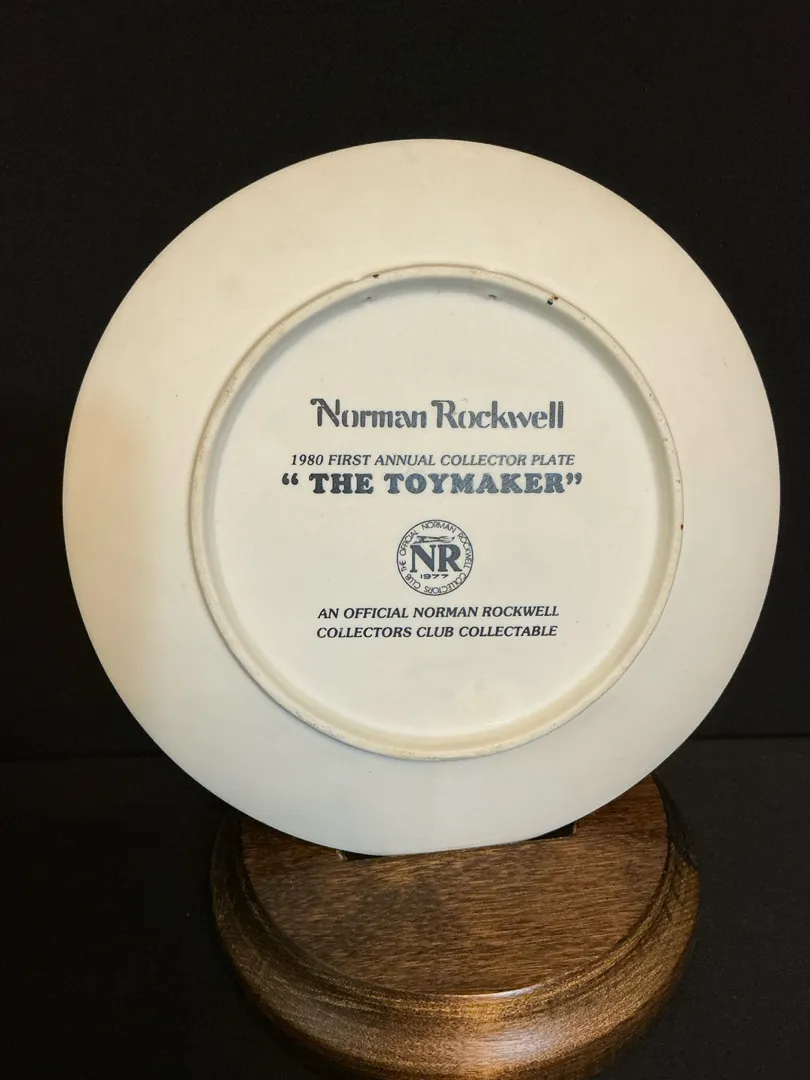 Norman Rockwell
1980 FIRST ANNUAL COLLECTOR PLATE
“ THE TOYMAKER”
THE OFFICIAL NORMAN ROCKWELL COLLECTORS CLUB
NR
1977
AN OFFICIAL NORMAN ROCKWELL
COLLECTORS CLUB COLLECTABLE